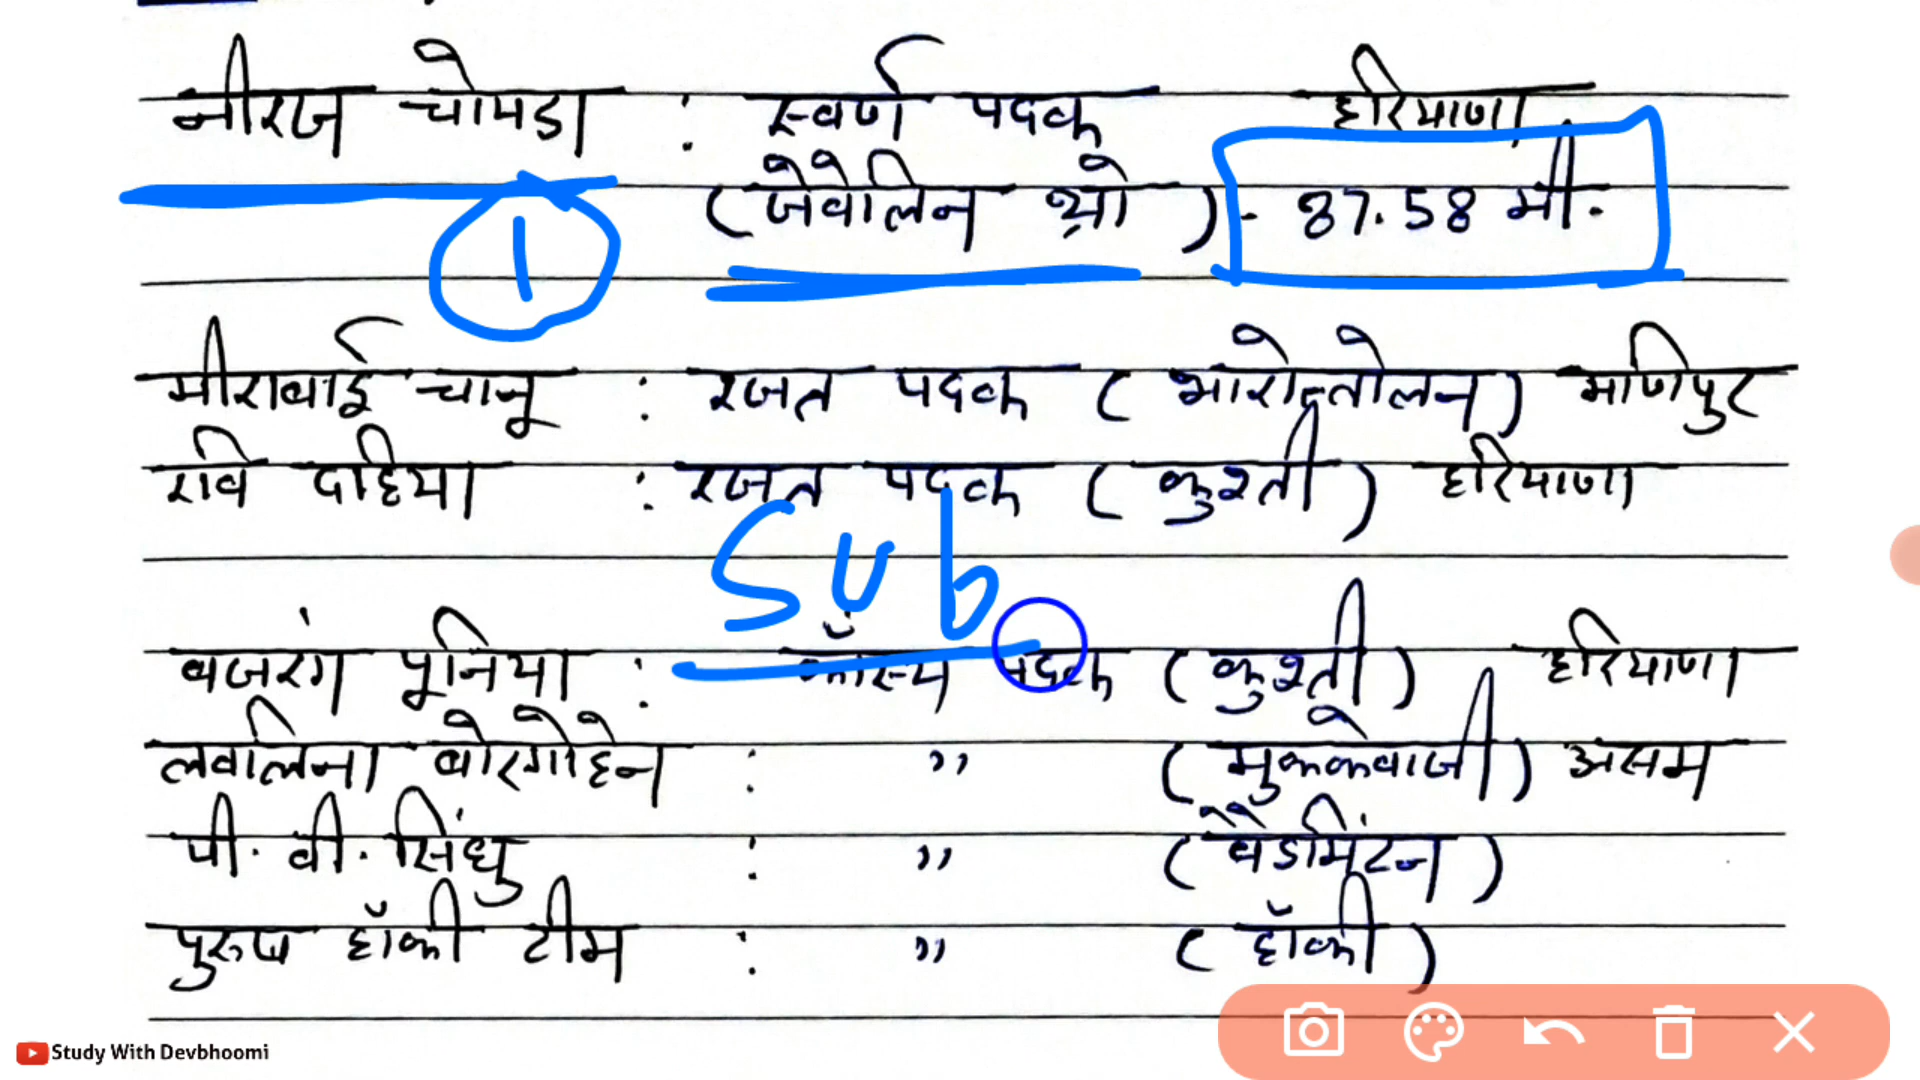 नीरज चोपडा : स्वर्ण पदक हरियाणा
(जेवेलिन थ्रो) - 87.58 मी.
1
मीराबाई चानू : रजत पदक (भारोत्तोलन) मणिपुर
रवि दहिया : रजत पदक (कुश्ती) हरियाणा
Sub
बजरंग पूनिया : काँस्य पदक (कुश्ती) हरियाणा
लवलिना बोरगोहेन : " (मुक्केबाजी) असम
पी. वी. सिंधु : " (बैडमिंटन)
पुरुष हॉकी टीम : " (हॉकी)
Study With Devbhoomi